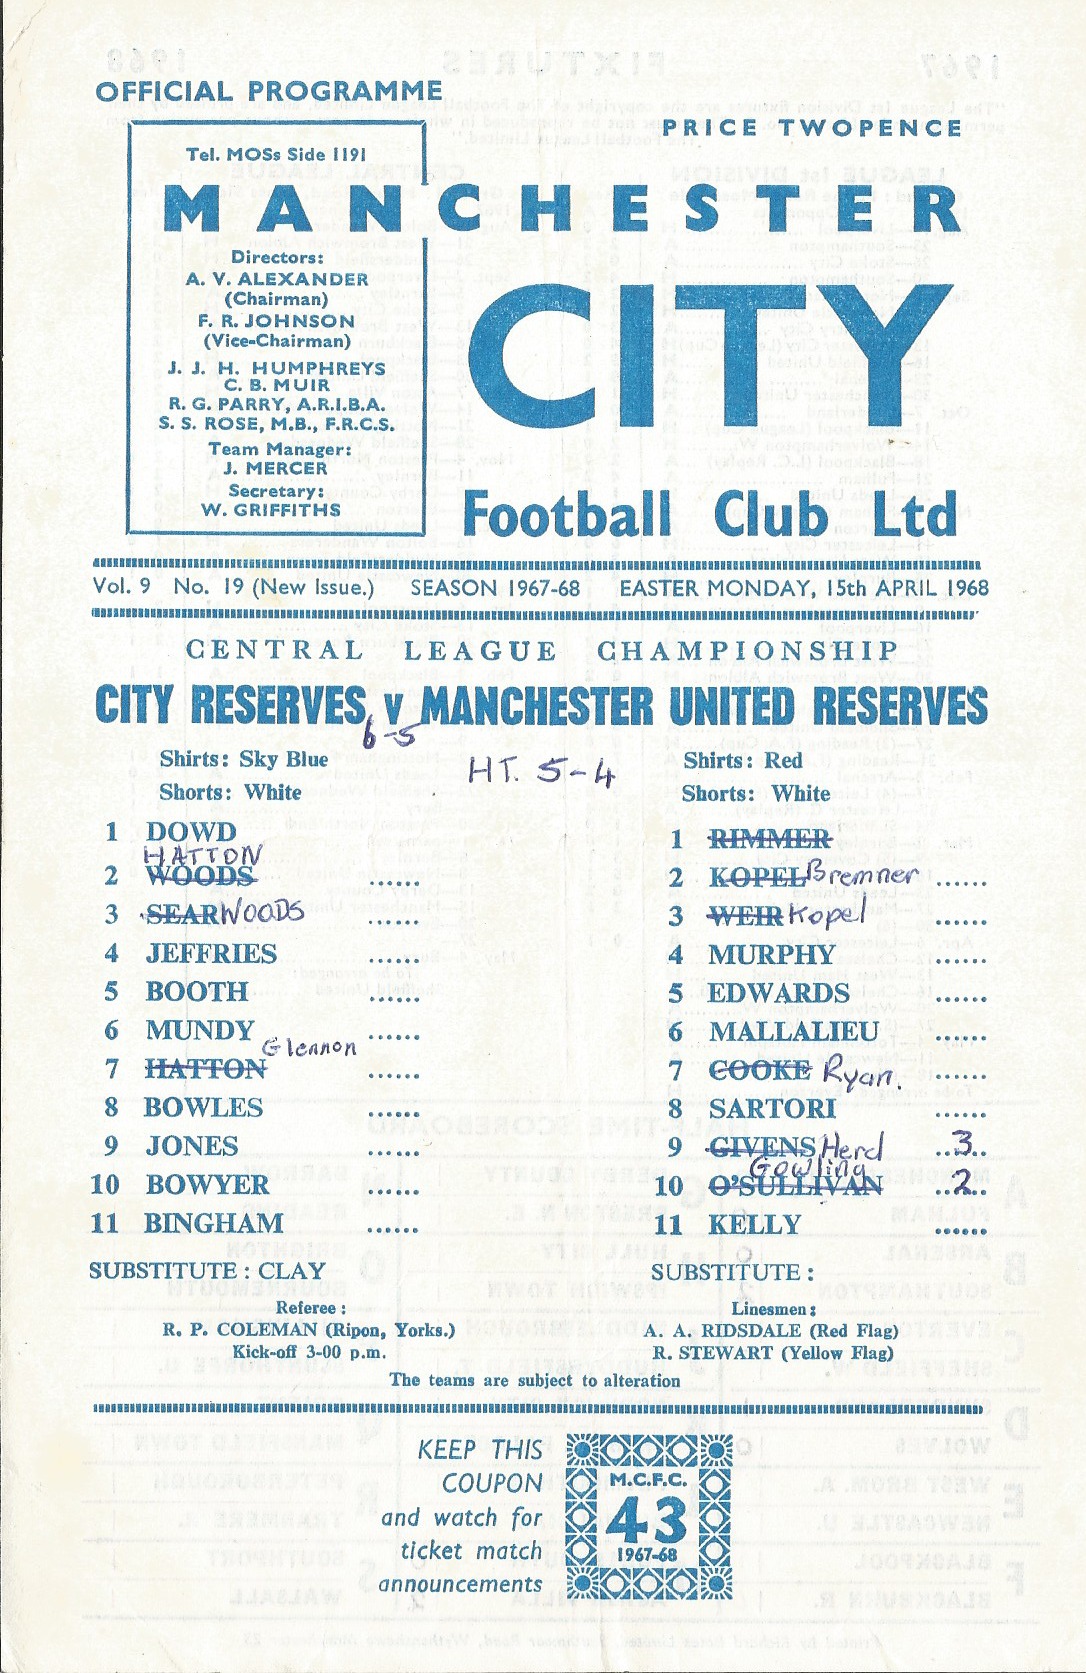 OFFICIAL PROGRAMME
PRICE TWOPENCE
Tel. MOSs Side 1191
MANCHESTER
CITY
Football Club Ltd
Directors:
A. V. ALEXANDER
(Chairman)
F. R. JOHNSON
(Vice-Chairman)
J. J. H. HUMPHREYS
C. B. MUIR
R. G. PARRY, A.R.I.B.A.
S. S. ROSE, M.B., F.R.C.S.
Team Manager:
J. MERCER
Secretary:
W. GRIFFITHS
Vol. 9 No. 19 (New Issue.) SEASON 1967-68 EASTER MONDAY, 15th APRIL 1968
CENTRAL LEAGUE CHAMPIONSHIP
CITY RESERVES v MANCHESTER UNITED RESERVES
6-5
HT. 5-4
Shirts: Sky Blue
Shorts: White
1 DOWD
HATTON
2 WOODS ......
3 SEAR WOODS ......
4 JEFFRIES ......
5 BOOTH ......
6 MUNDY ......
Glennon
7 HATTON ......
8 BOWLES ......
9 JONES ......
10 BOWYER ......
11 BINGHAM ......
SUBSTITUTE : CLAY
Shirts: Red
Shorts: White
1 RIMMER
2 KOPEL Bremner ......
3 WEIR Kopel ......
4 MURPHY ......
5 EDWARDS ......
6 MALLALIEU ......
7 COOKE Ryan. ......
8 SARTORI ......
9 GIVENS Herd ..3..
Gowling
10 O'SULLIVAN ..2..
11 KELLY ......
SUBSTITUTE :
Referee :
R. P. COLEMAN (Ripon, Yorks.)
Kick-off 3-00 p.m.
Linesmen :
A. A. RIDSDALE (Red Flag)
R. STEWART (Yellow Flag)
The teams are subject to alteration
KEEP THIS
COUPON
and watch for
ticket match
announcements
M.C.F.C.
43
1967-68